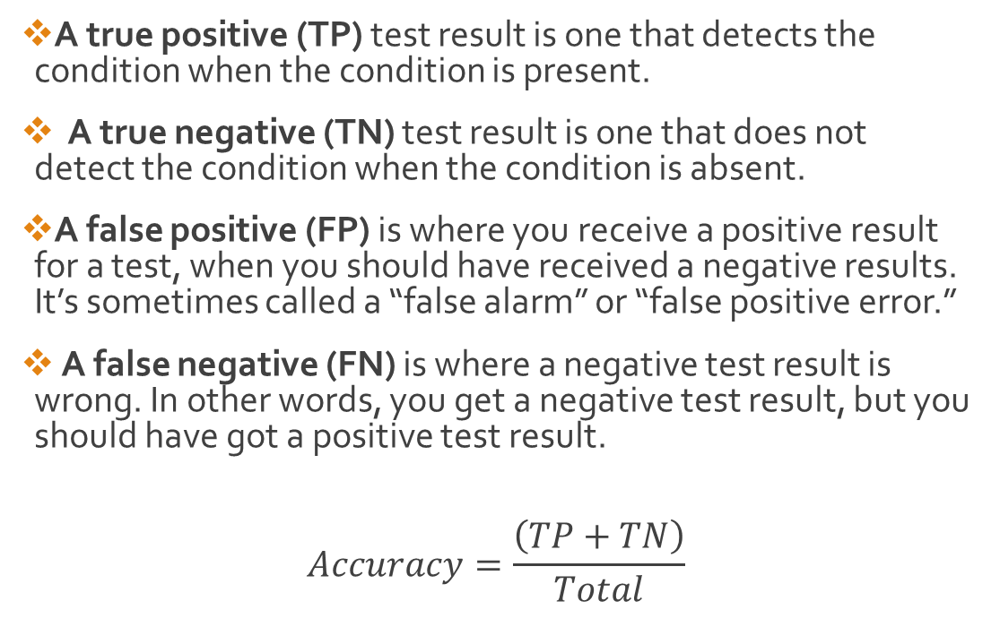 ❖A true positive (TP) test result is one that detects the
condition when the condition is present.
❖ A true negative (TN) test result is one that does not
detect the condition when the condition is absent.
❖A false positive (FP) is where you receive a positive result
for a test, when you should have received a negative results.
It’s sometimes called a “false alarm” or “false positive error.”
❖ A false negative (FN) is where a negative test result is
wrong. In other words, you get a negative test result, but you
should have got a positive test result.
Accuracy = (TP + TN) / Total